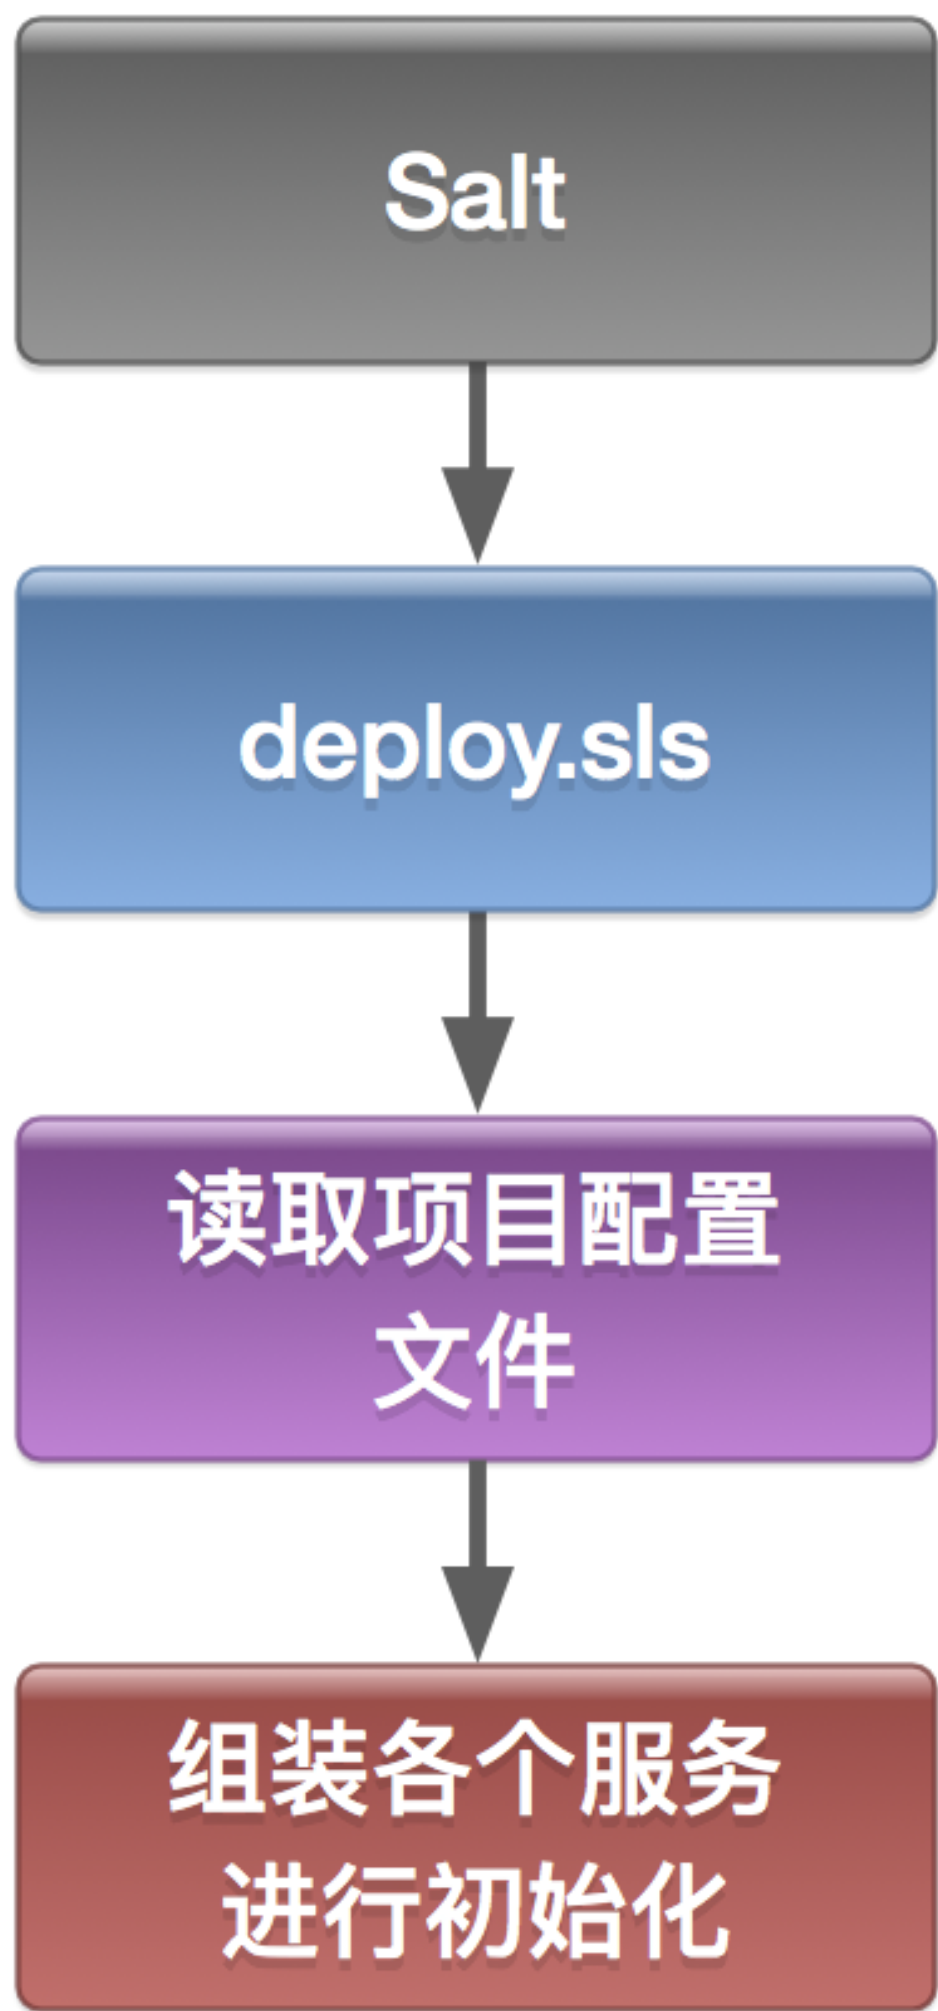 Salt
deploy.sls
读取项目配置
文件
组装各个服务
进行初始化